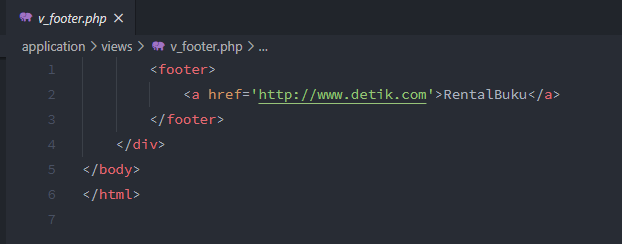 v_footer.php ×
application > views > v_footer.php > ...
1 <footer>
2 <a href='http://www.detik.com'>RentalBuku</a>
3 </footer>
4 </div>
5 </body>
6 </html>
7